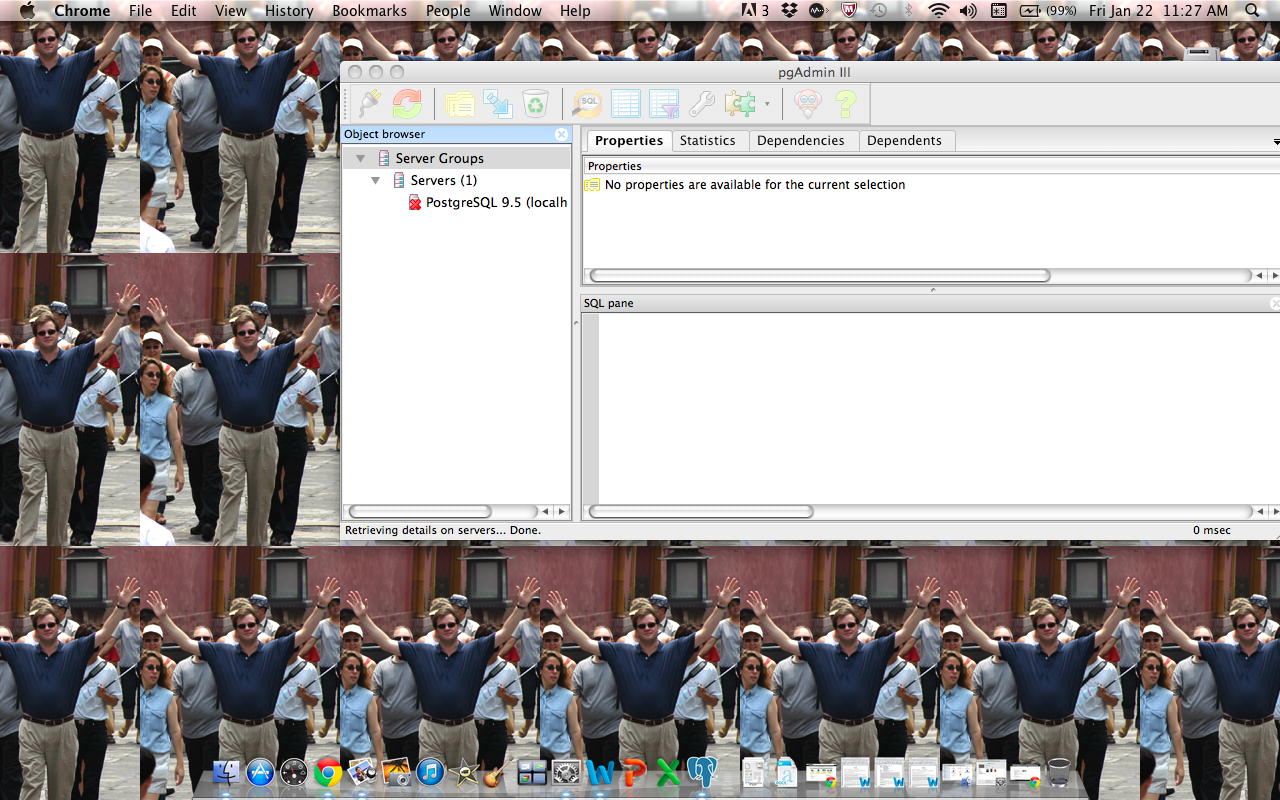 Chrome File Edit View History Bookmarks People Window Help 3 (99%) Fri Jan 22 11:27 AM
pgAdmin III
SQL
Object browser
Properties Statistics Dependencies Dependents
Server Groups
Properties
Servers (1)
No properties are available for the current selection
PostgreSQL 9.5 (localh
SQL pane
Retrieving details on servers... Done. 0 msec